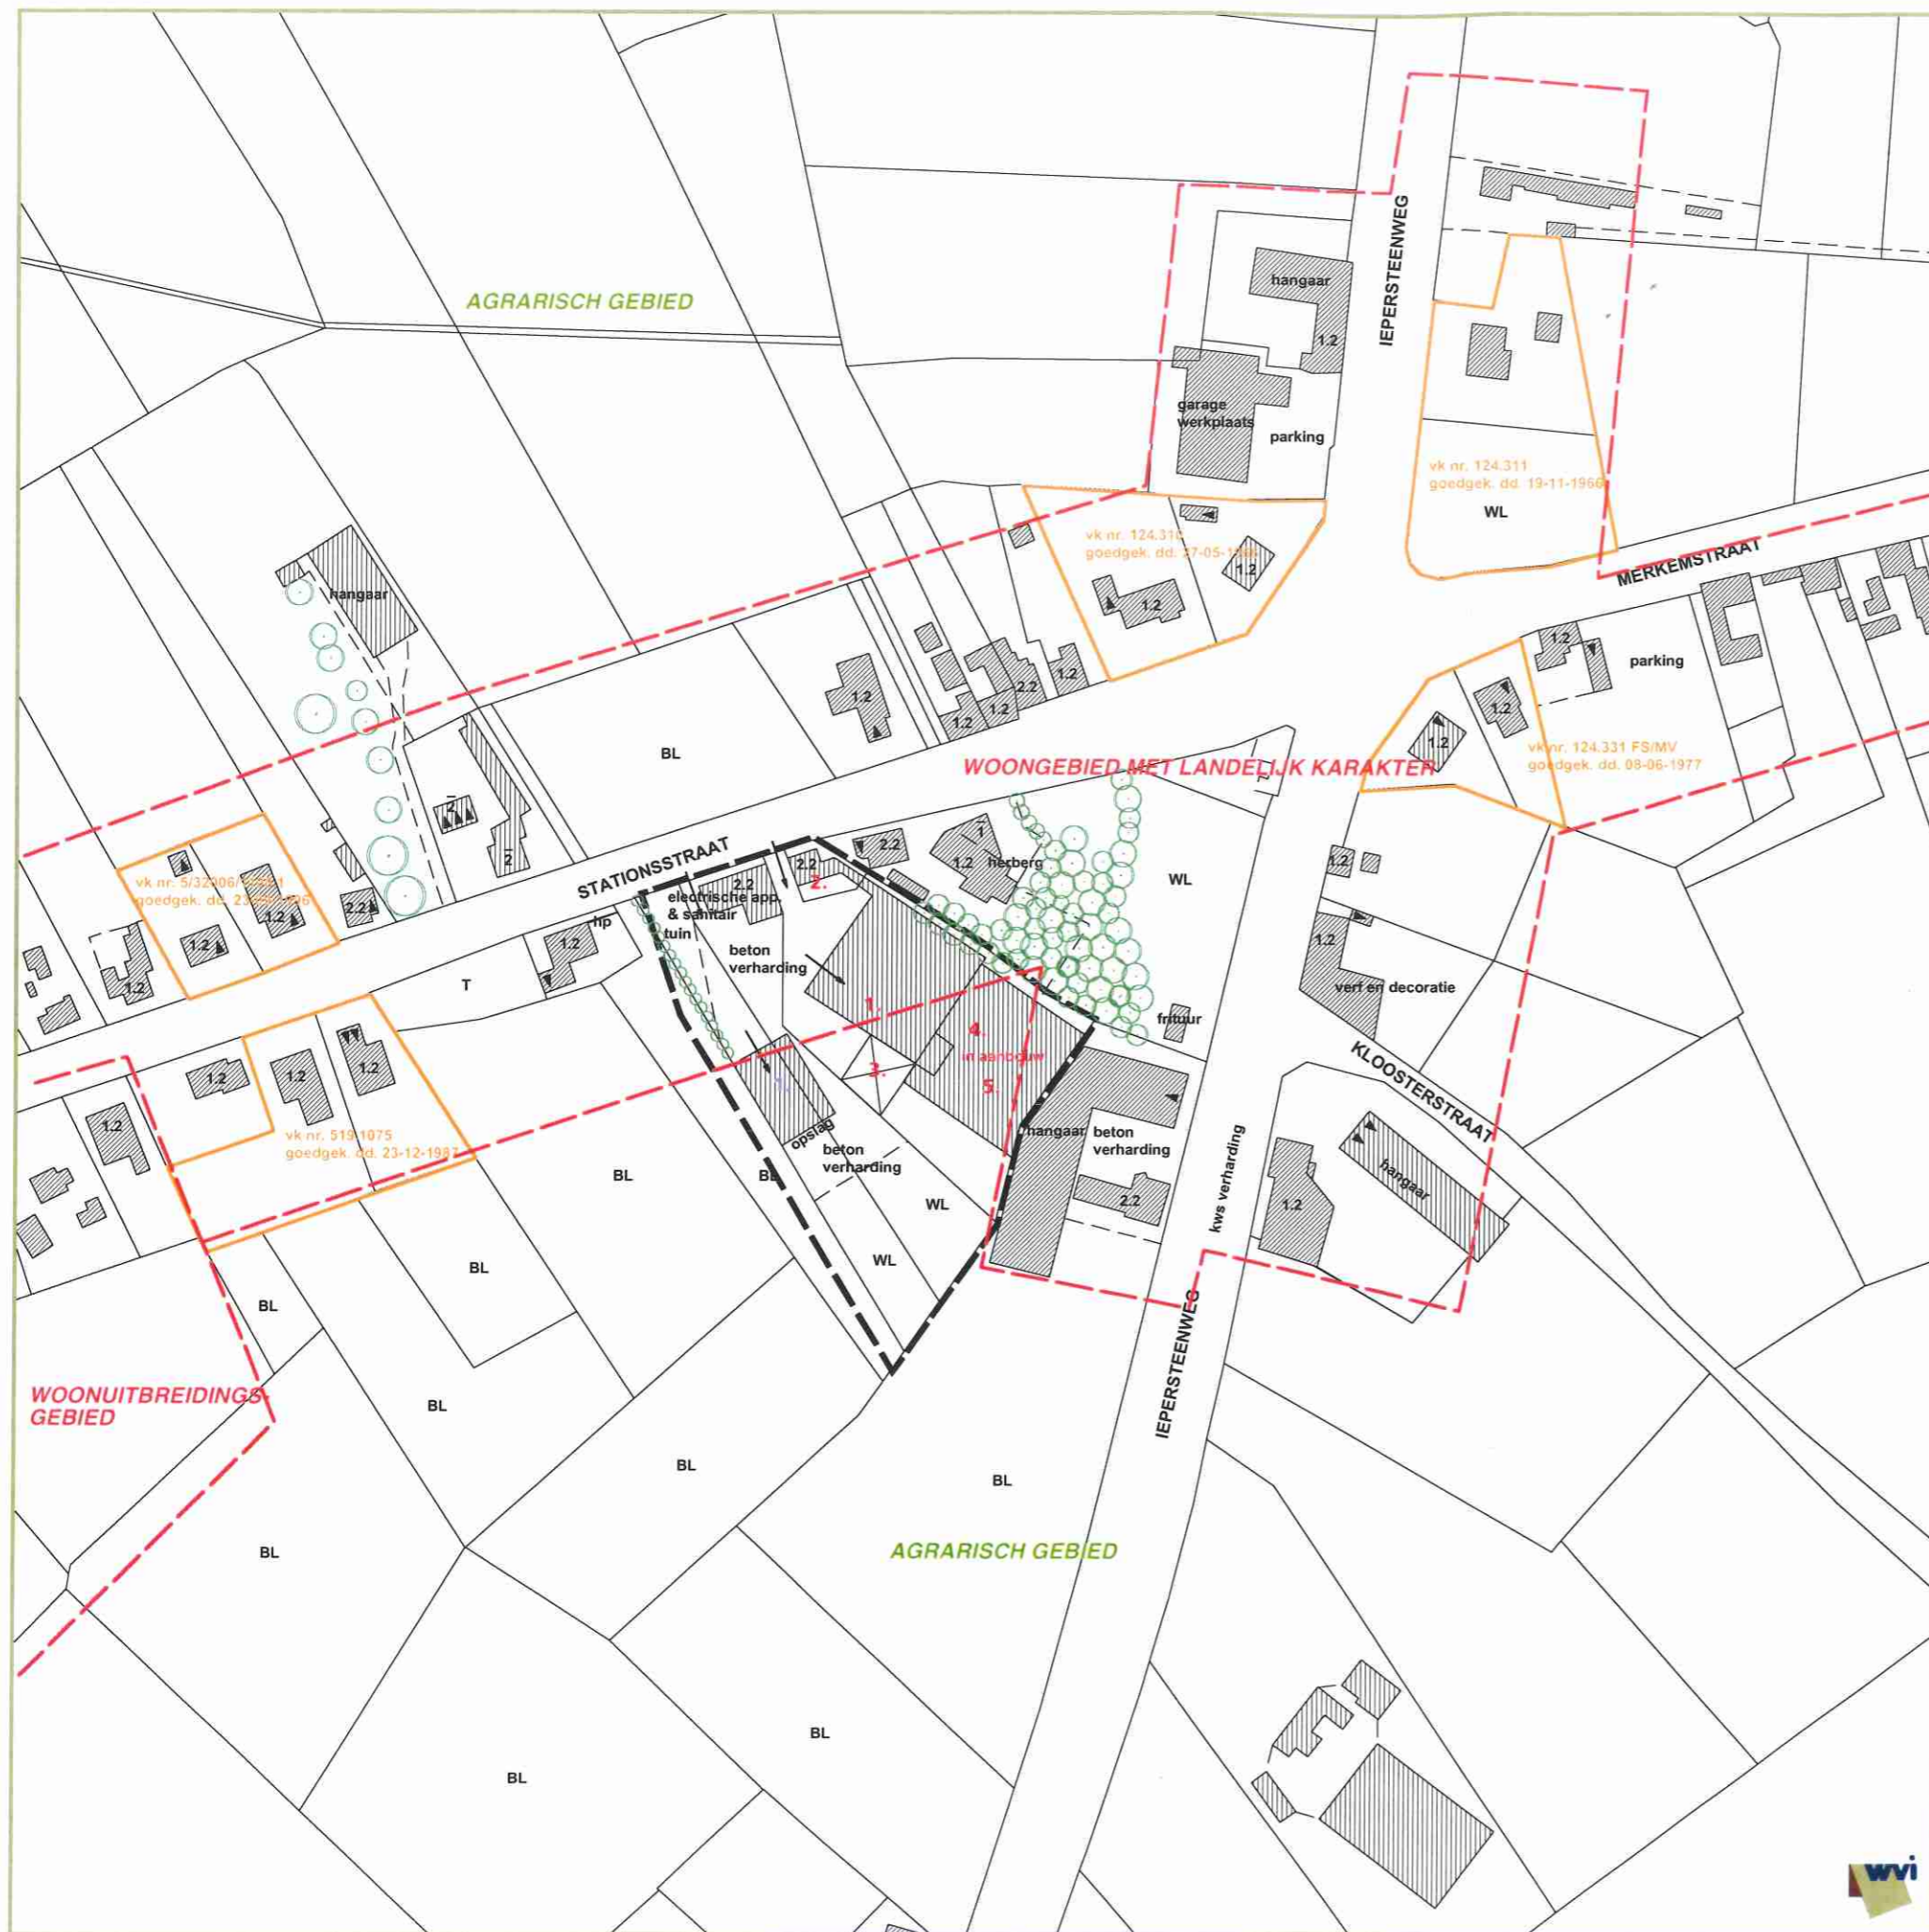 AGRARISCH GEBIED
IEPERSTEENWEG
hangaar
1.2
garage
werkplaats
parking
vk nr. 124.311
goedgek. dd. 19-11-1966
WL
vk nr. 124.310
goedgek. dd.
1.2
1.2
MERKEMSTRAAT
hangaar
1.2
parking
1.2
2.2
1.2
1.2
1.2
1.2
1.2
vk nr. 124.331 FS/MV
goedgek. dd. 08-06-1977
BL
WOONGEBIED MET LANDELIJK KARAKTER
2
2
STATIONSSTRAAT
2.2
2.2
2.
2.2
1
1.2
herberg
WL
1.2
vk nr.
goedgek. dd.
1.2
2.2
1.2
1.2
electrische app.
& sanitair
tuin
hp
1.2
beton
verharding
T
1.2
verf en decoratie
1.
4.
in aanbouw
5.
3.
frituur
KLOOSTERSTRAAT
1.2
1.2
1.2
1.2
vk nr. 519.1075
goedgek. dd. 23-12-1987
opslag
beton
verharding
hangaar
beton
verharding
kws verharding
hangaar
BL
BL
WL
2.2
1.2
BL
WL
BL
IEPERSTEENWEG
WOONUITBREIDINGS-
GEBIED
BL
BL
BL
AGRARISCH GEBIED
BL
BL
BL
wvi